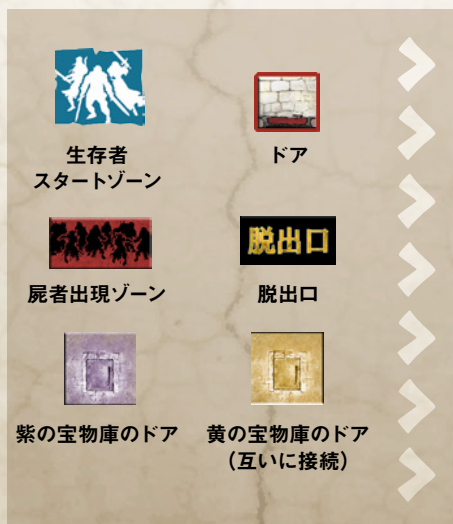 生存者
スタートゾーン
ドア
屍者出現ゾーン
脱出口
脱出口
紫の宝物庫のドア
黄の宝物庫のドア
(互いに接続)